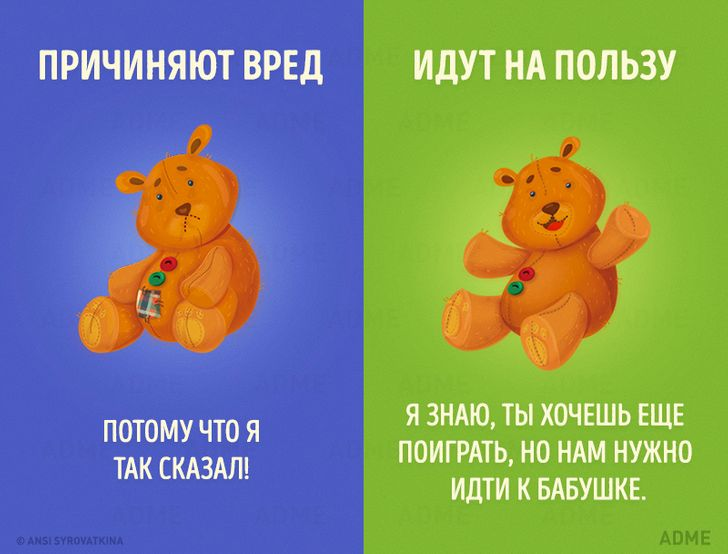 ПРИЧИНЯЮТ ВРЕД
ИДУТ НА ПОЛЬЗУ
ПОТОМУ ЧТО Я
ТАК СКАЗАЛ!
Я ЗНАЮ, ТЫ ХОЧЕШЬ ЕЩЕ
ПОИГРАТЬ, НО НАМ НУЖНО
ИДТИ К БАБУШКЕ.
© ANSI SYROVATKINA
ADME